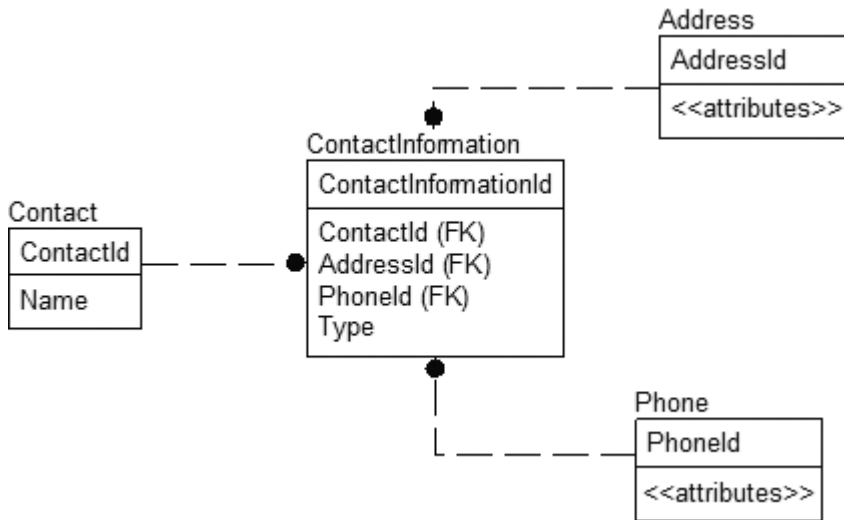 Address
AddressId
<<attributes>>
ContactInformation
ContactInformationId
ContactId (FK)
AddressId (FK)
PhoneId (FK)
Type
Contact
ContactId
Name
Phone
PhoneId
<<attributes>>